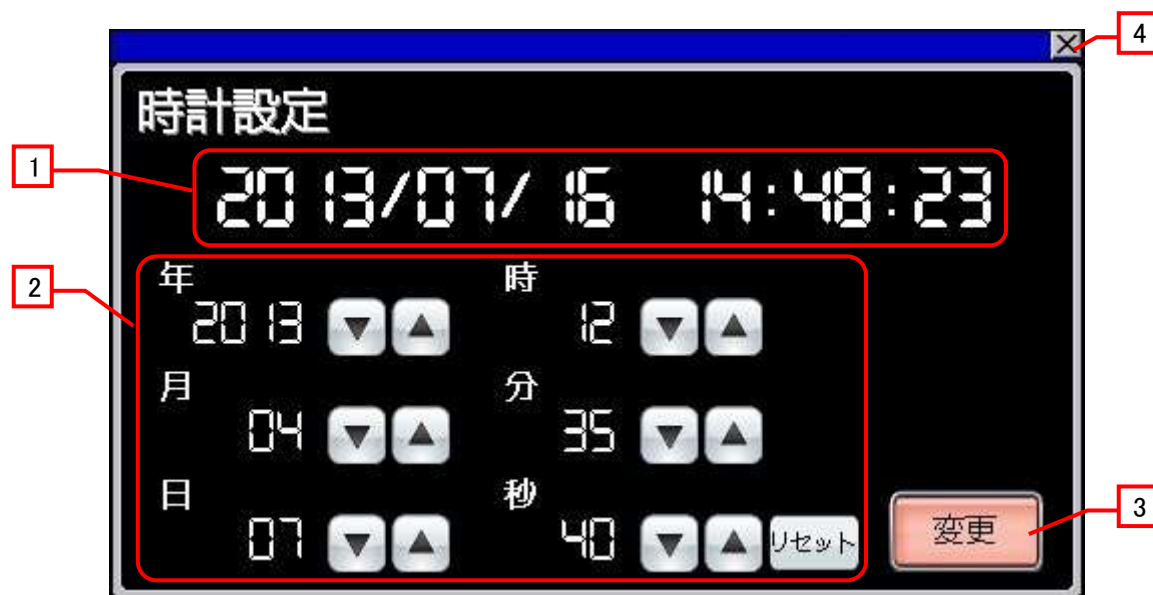 4
時計設定
1
2013/07/16 14:48:23
2
年 時
2013 ▼ ▲ 12 ▼ ▲
月 分
04 ▼ ▲ 35 ▼ ▲
日 秒
07 ▼ ▲ 40 ▼ ▲ リセット
変更
3